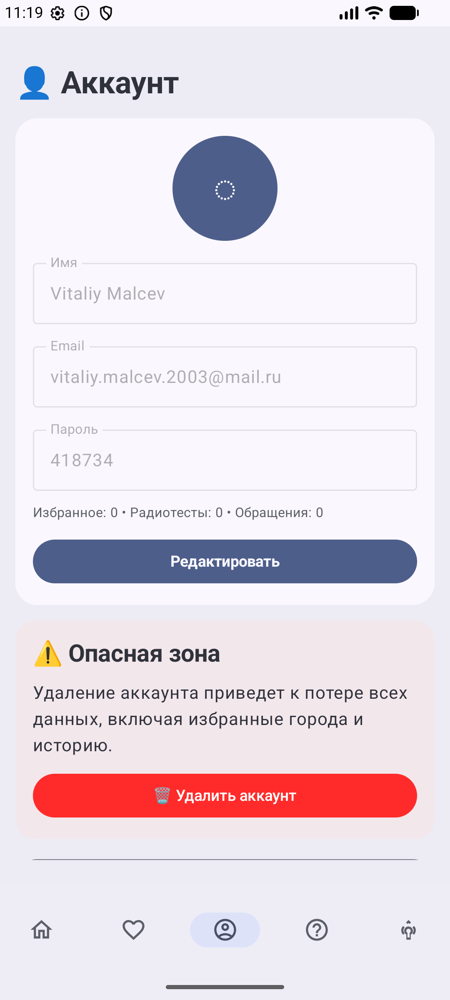 11:19
👤 Аккаунт
Имя
Vitaliy Malcev
Email
vitaliy.malcev.2003@mail.ru
Пароль
418734
Избранное: 0 • Радиотесты: 0 • Обращения: 0
Редактировать
⚠️ Опасная зона
Удаление аккаунта приведет к потере всех
данных, включая избранные города и
историю.
🗑️ Удалить аккаунт